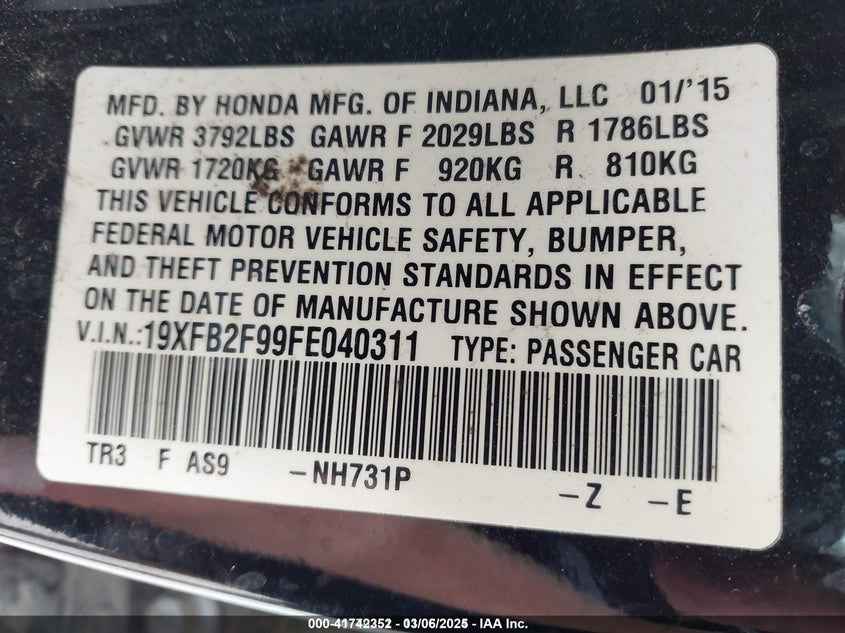 MFD. BY HONDA MFG. OF INDIANA, LLC 01/'15
GVWR 3792LBS GAWR F 2029LBS R 1786LBS
GVWR 1720KG GAWR F 920KG R 810KG
THIS VEHICLE CONFORMS TO ALL APPLICABLE
FEDERAL MOTOR VEHICLE SAFETY, BUMPER,
AND THEFT PREVENTION STANDARDS IN EFFECT
ON THE DATE OF MANUFACTURE SHOWN ABOVE.
V.I.N.:19XFB2F99FE040311 TYPE: PASSENGER CAR
TR3 F AS9 –NH731P –Z –E
000-41742352 - 03/06/2025 - IAA Inc.